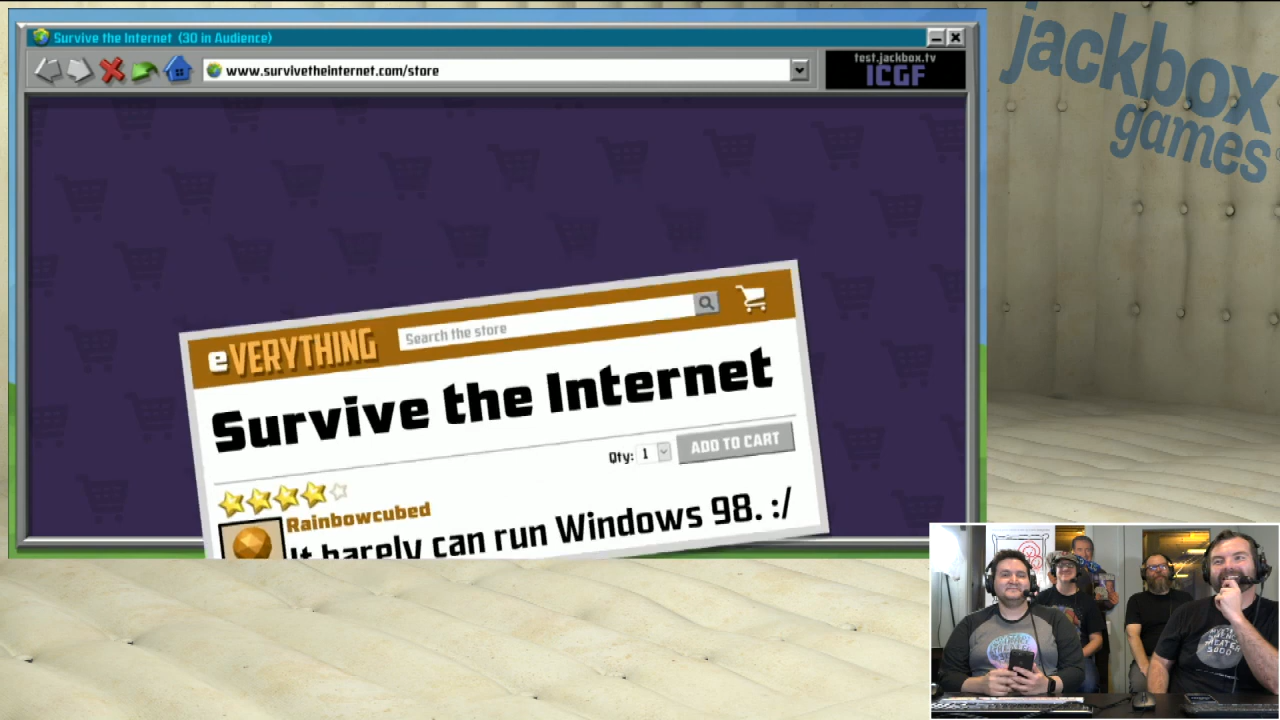 Survive the Internet (30 in Audience)
www.survivetheinternet.com/store
test.jackbox.tv
ICGF
jackbox
games
eVERYTHING
Search the store
Survive the Internet
Qty: 1
ADD TO CART
Rainbowcubed
It barely can run Windows 98. :/